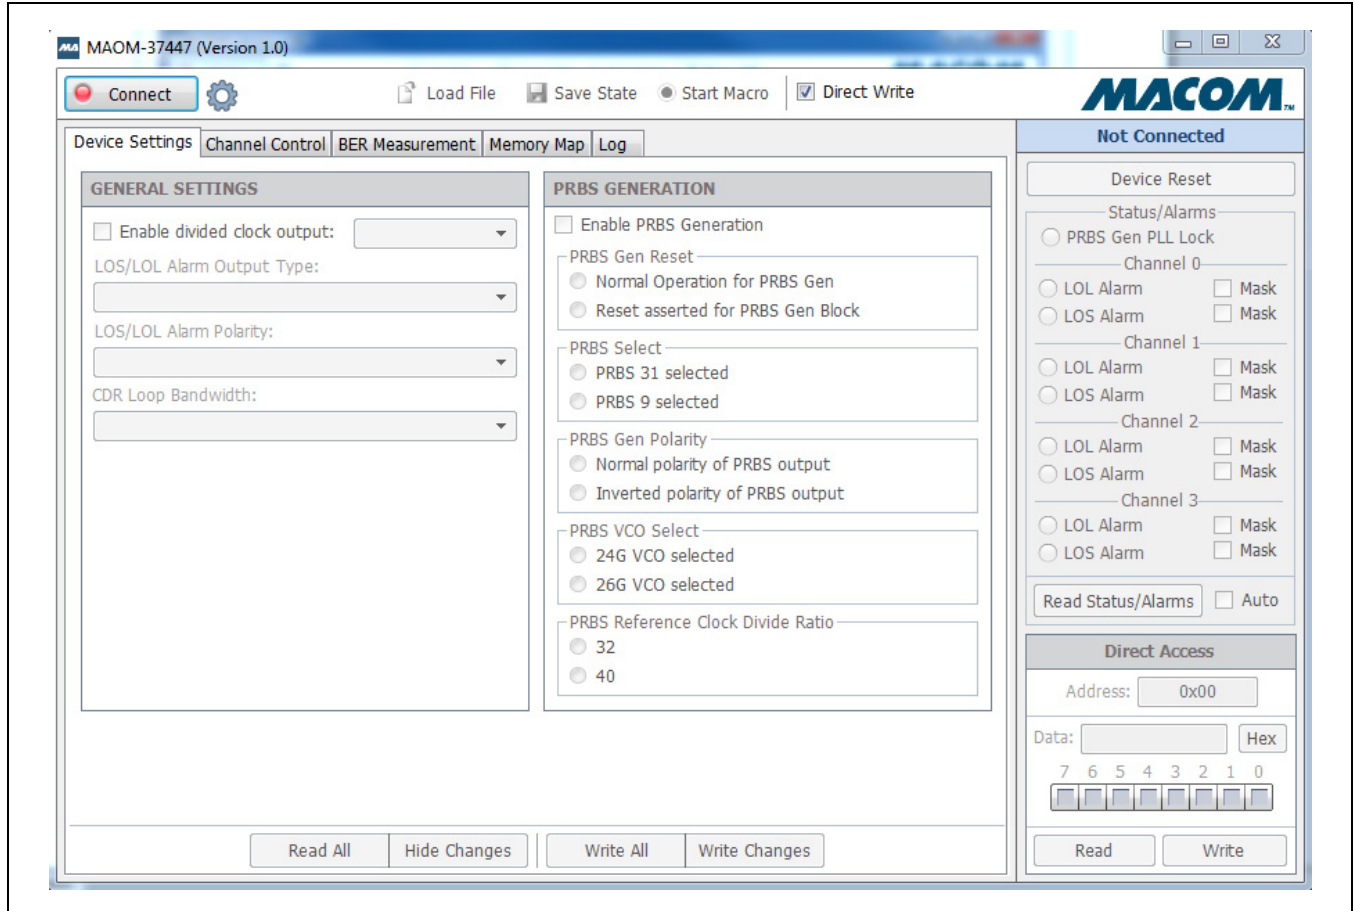 MAOM-37447 (Version 1.0)
Connect
Load File
Save State
Start Macro
Direct Write
MACOM™
Device Settings
Channel Control
BER Measurement
Memory Map
Log
GENERAL SETTINGS
Enable divided clock output:
LOS/LOL Alarm Output Type:
LOS/LOL Alarm Polarity:
CDR Loop Bandwidth:
PRBS GENERATION
Enable PRBS Generation
PRBS Gen Reset
Normal Operation for PRBS Gen
Reset asserted for PRBS Gen Block
PRBS Select
PRBS 31 selected
PRBS 9 selected
PRBS Gen Polarity
Normal polarity of PRBS output
Inverted polarity of PRBS output
PRBS VCO Select
24G VCO selected
26G VCO selected
PRBS Reference Clock Divide Ratio
32
40
Read All
Hide Changes
Write All
Write Changes
Not Connected
Device Reset
Status/Alarms
PRBS Gen PLL Lock
Channel 0
LOL Alarm Mask
LOS Alarm Mask
Channel 1
LOL Alarm Mask
LOS Alarm Mask
Channel 2
LOL Alarm Mask
LOS Alarm Mask
Channel 3
LOL Alarm Mask
LOS Alarm Mask
Read Status/Alarms Auto
Direct Access
Address: 0x00
Data: Hex
7 6 5 4 3 2 1 0
Read Write